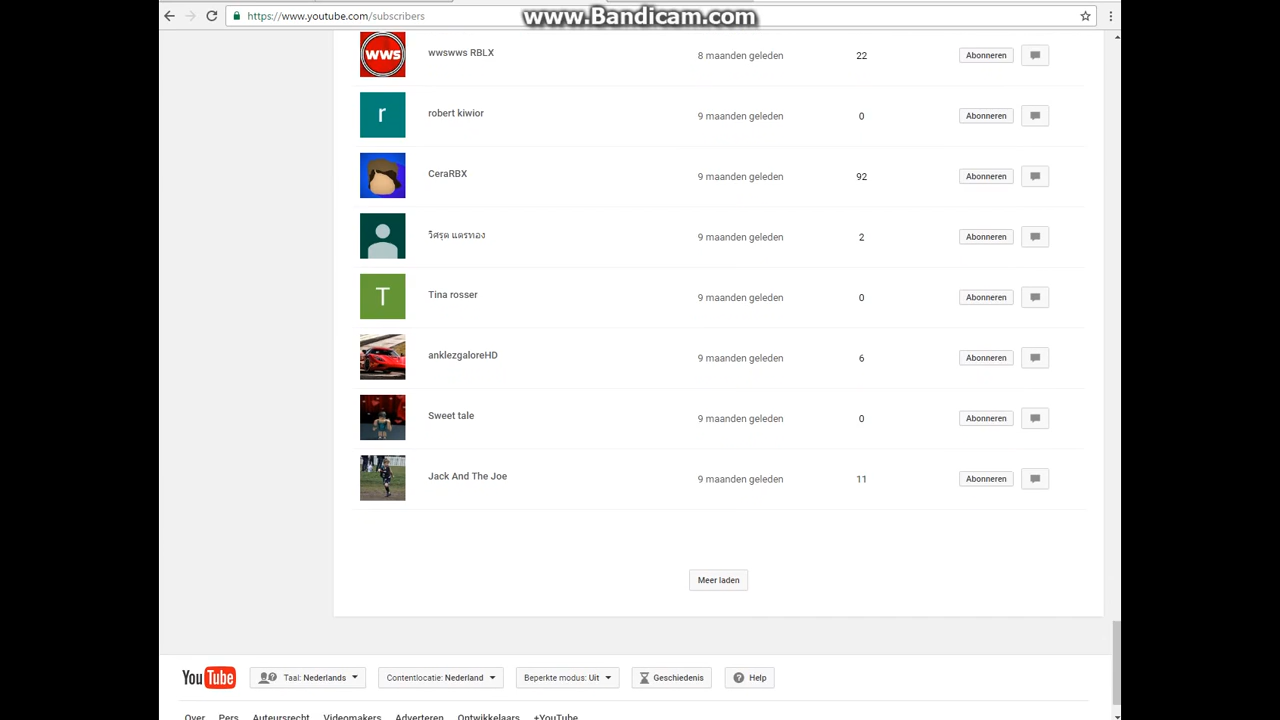 https://www.youtube.com/subscribers
www.Bandicam.com
WWS
wwswws RBLX
8 maanden geleden
22
Abonneren
r
robert kiwior
9 maanden geleden
0
Abonneren
CeraRBX
9 maanden geleden
92
Abonneren
วิศรุต แดรทอง
9 maanden geleden
2
Abonneren
T
Tina rosser
9 maanden geleden
0
Abonneren
anklezgaloreHD
9 maanden geleden
6
Abonneren
Sweet tale
9 maanden geleden
0
Abonneren
Jack And The Joe
9 maanden geleden
11
Abonneren
Meer laden
YouTube
Taal: Nederlands
Contentlocatie: Nederland
Beperkte modus: Uit
Geschiedenis
Help
Over Pers Auteursrecht Videomakers Adverteren Ontwikkelaars +YouTube